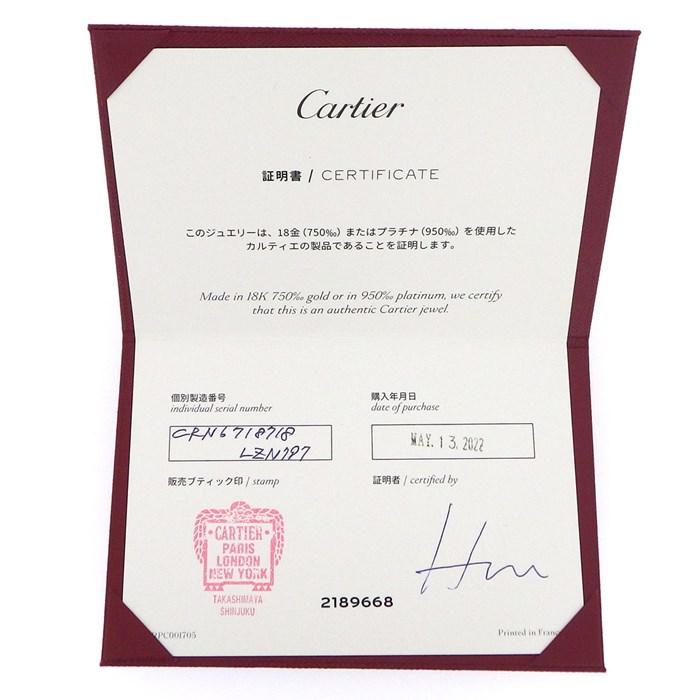 Cartier
証明書 / CERTIFICATE
このジュエリーは、18金(750‰)またはプラチナ(950‰)を使用した
カルティエの製品であることを証明します。
Made in 18K 750‰ gold or in 950‰ platinum, we certify
that this is an authentic Cartier jewel.
個別製造番号
individual serial number
CRN6718718
LZN797
購入年月日
date of purchase
MAY. 13. 2022
販売ブティック印 / stamp
CARTIER
PARIS
LONDON
NEW YORK
TAKASHIMAYA
SHINJUKU
証明者 / certified by
2189668
RPC001705
Printed in Franc